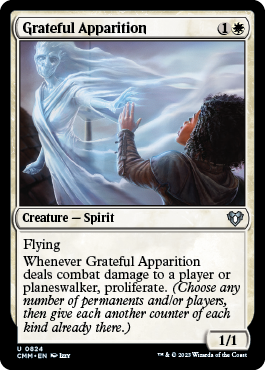 Grateful Apparition 1
Creature — Spirit
Flying
Whenever Grateful Apparition
deals combat damage to a player or
planeswalker, proliferate. (Choose any
number of permanents and/or players,
then give each another counter of each
kind already there.)
1/1
U 0824
CMM • EN Izzy
™ & © 2023 Wizards of the Coast